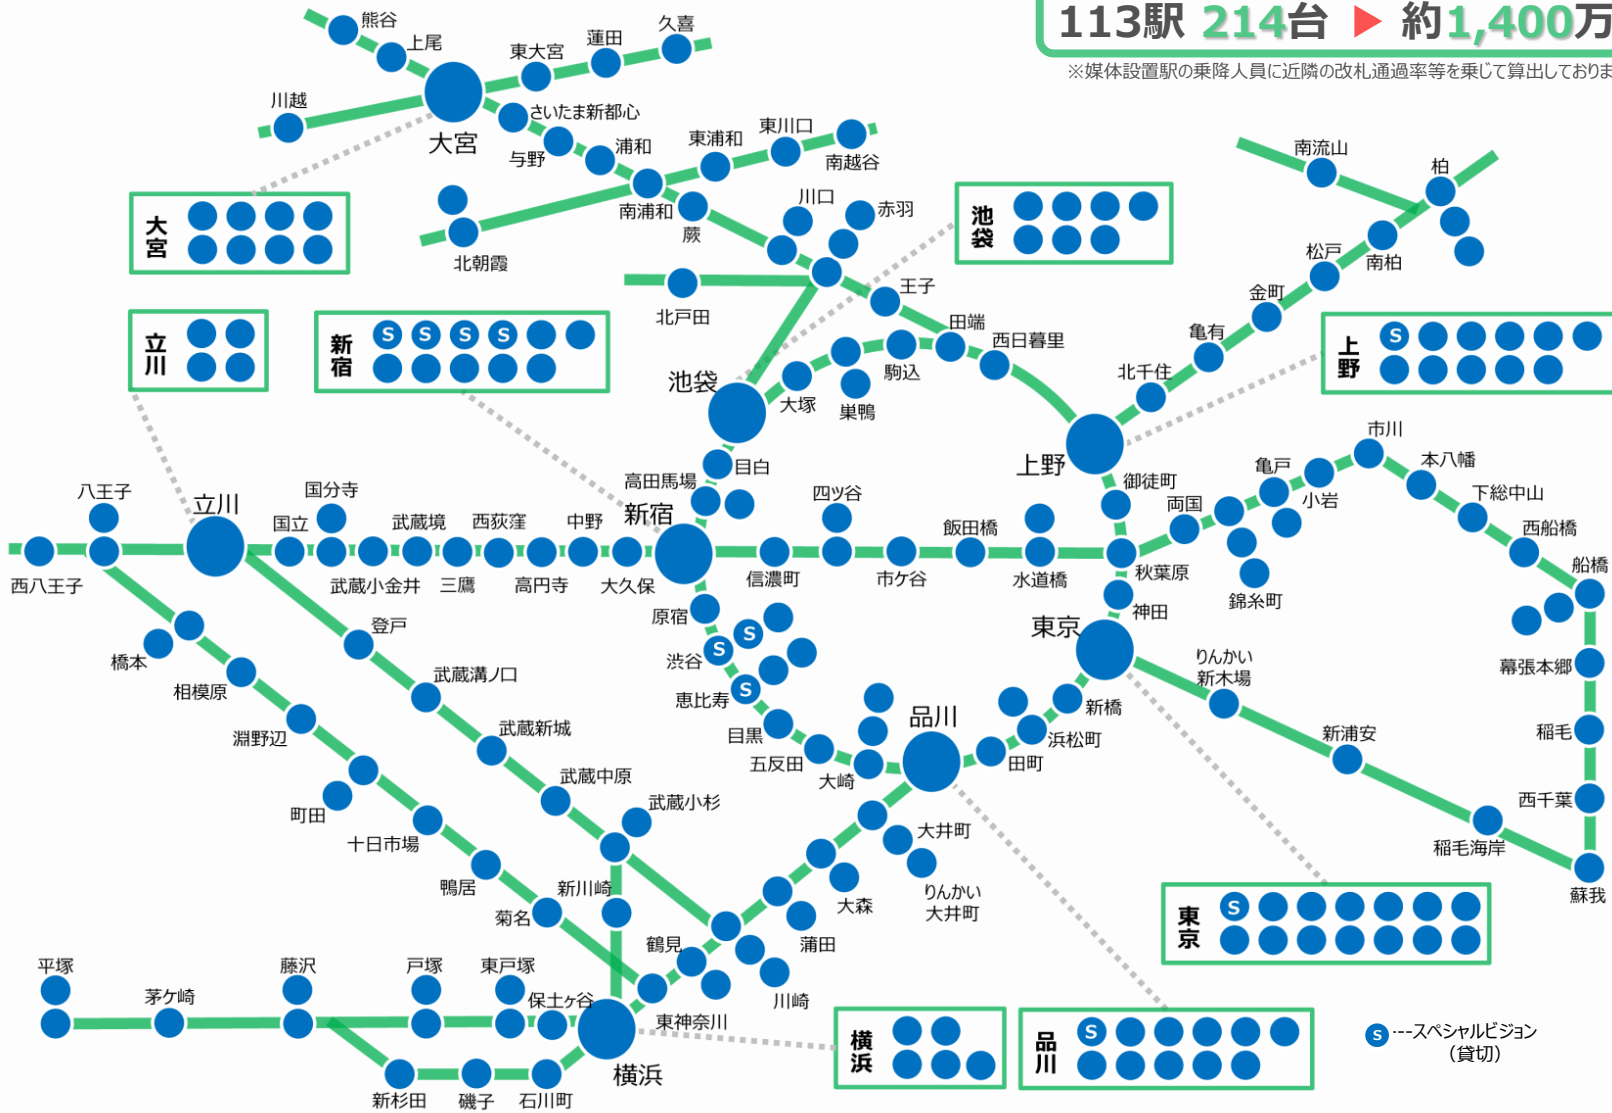 113駅 214台 ▶ 約1,400万
※媒体設置駅の乗降人員に近隣の改札通過率等を乗じて算出しておりま
熊谷
上尾
東大宮
蓮田
久喜
川越
大宮
さいたま新都心
与野
浦和
東浦和
東川口
南越谷
南浦和
蕨
北朝霞
川口
赤羽
北戸田
王子
田端
西日暮里
南流山
柏
南柏
松戸
金町
亀有
北千住
大宮
池袋
立川
新宿
S S S S
上野
S
池袋
大塚
巣鴨
駒込
目白
高田馬場
上野
御徒町
秋葉原
両国
亀戸
小岩
市川
本八幡
下総中山
西船橋
船橋
錦糸町
八王子
西八王子
立川
国立
国分寺
武蔵小金井
武蔵境
三鷹
西荻窪
高円寺
中野
大久保
新宿
信濃町
四ツ谷
市ケ谷
飯田橋
水道橋
神田
東京
原宿
渋谷
S
S
恵比寿
S
目黒
五反田
大崎
品川
田町
浜松町
新橋
りんかい
新木場
新浦安
稲毛海岸
蘇我
幕張本郷
稲毛
西千葉
橋本
相模原
淵野辺
町田
十日市場
鴨居
菊名
登戸
武蔵溝ノ口
武蔵新城
武蔵中原
武蔵小杉
新川崎
大井町
りんかい
大井町
大森
蒲田
川崎
鶴見
東神奈川
平塚
茅ケ崎
藤沢
戸塚
東戸塚
保土ヶ谷
横浜
新杉田
磯子
石川町
東京
S
横浜
品川
S
S ---スペシャルビジョン
（貸切）